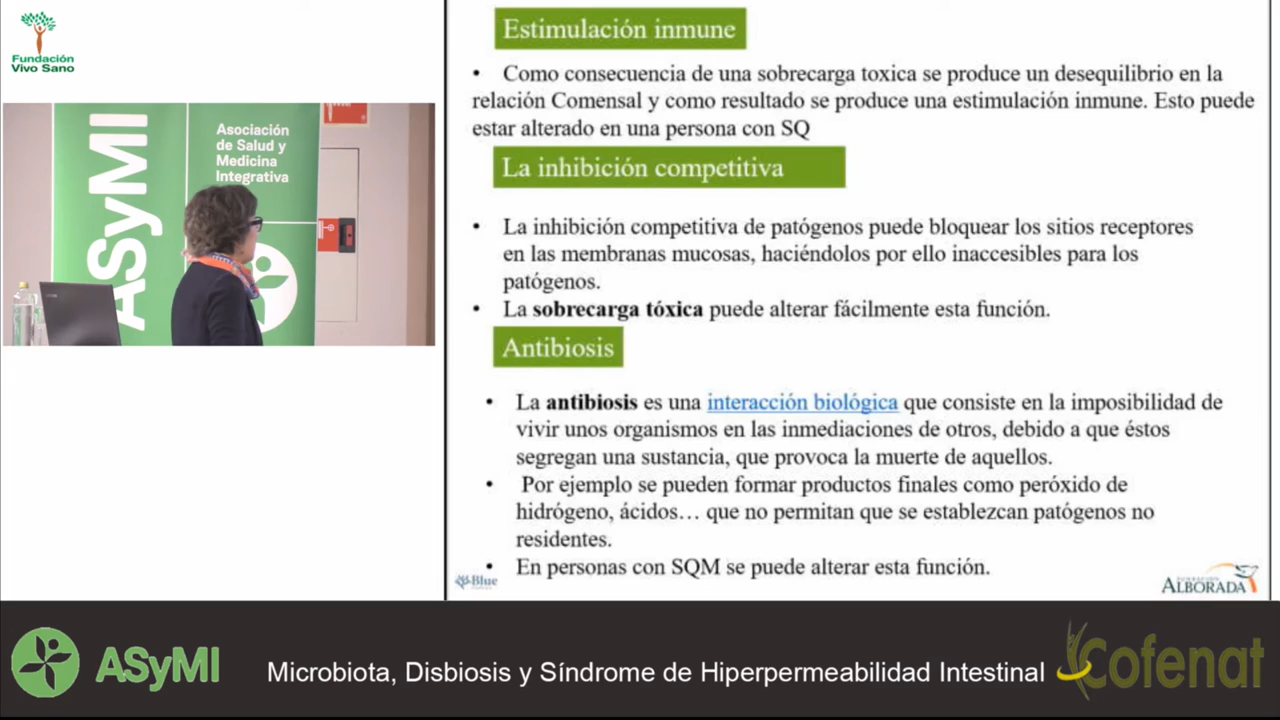 Fundación
Vivo Sano
ASyMI
Asociación
de Salud y
Medicina
Integrativa
Estimulación inmune
• Como consecuencia de una sobrecarga toxica se produce un desequilibrio en la
relación Comensal y como resultado se produce una estimulación inmune. Esto puede
estar alterado en una persona con SQ
La inhibición competitiva
• La inhibición competitiva de patógenos puede bloquear los sitios receptores
en las membranas mucosas, haciéndolos por ello inaccesibles para los
patógenos.
• La sobrecarga tóxica puede alterar fácilmente esta función.
Antibiosis
• La antibiosis es una interacción biológica que consiste en la imposibilidad de
vivir unos organismos en las inmediaciones de otros, debido a que éstos
segregan una sustancia, que provoca la muerte de aquellos.
• Por ejemplo se pueden formar productos finales como peróxido de
hidrógeno, ácidos… que no permitan que se establezcan patógenos no
residentes.
• En personas con SQM se puede alterar esta función.
Blue
FUNDACIÓN
ALBORADA
ASyMI
Microbiota, Disbiosis y Síndrome de Hiperpermeabilidad Intestinal
Cofenat